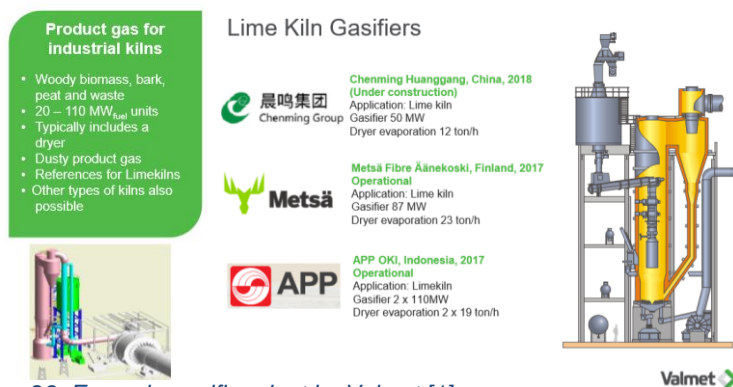 Product gas for
industrial kilns
• Woody biomass, bark,
peat and waste
• 20 – 110 MWfuel units
• Typically includes a
dryer
• Dusty product gas
• References for Limekilns
• Other types of kilns also
possible
Lime Kiln Gasifiers
晨鸣集团
Chenming Group
Chenming Huanggang, China, 2018
(Under construction)
Application: Lime kiln
Gasifier 50 MW
Dryer evaporation 12 ton/h
Metsä
Metsä Fibre Äänekoski, Finland, 2017
Operational
Application: Lime kiln
Gasifier 87 MW
Dryer evaporation 23 ton/h
APP
APP OKI, Indonesia, 2017
Operational
Application: Limekiln
Gasifier 2 x 110MW
Dryer evaporation 2 x 19 ton/h
Valmet